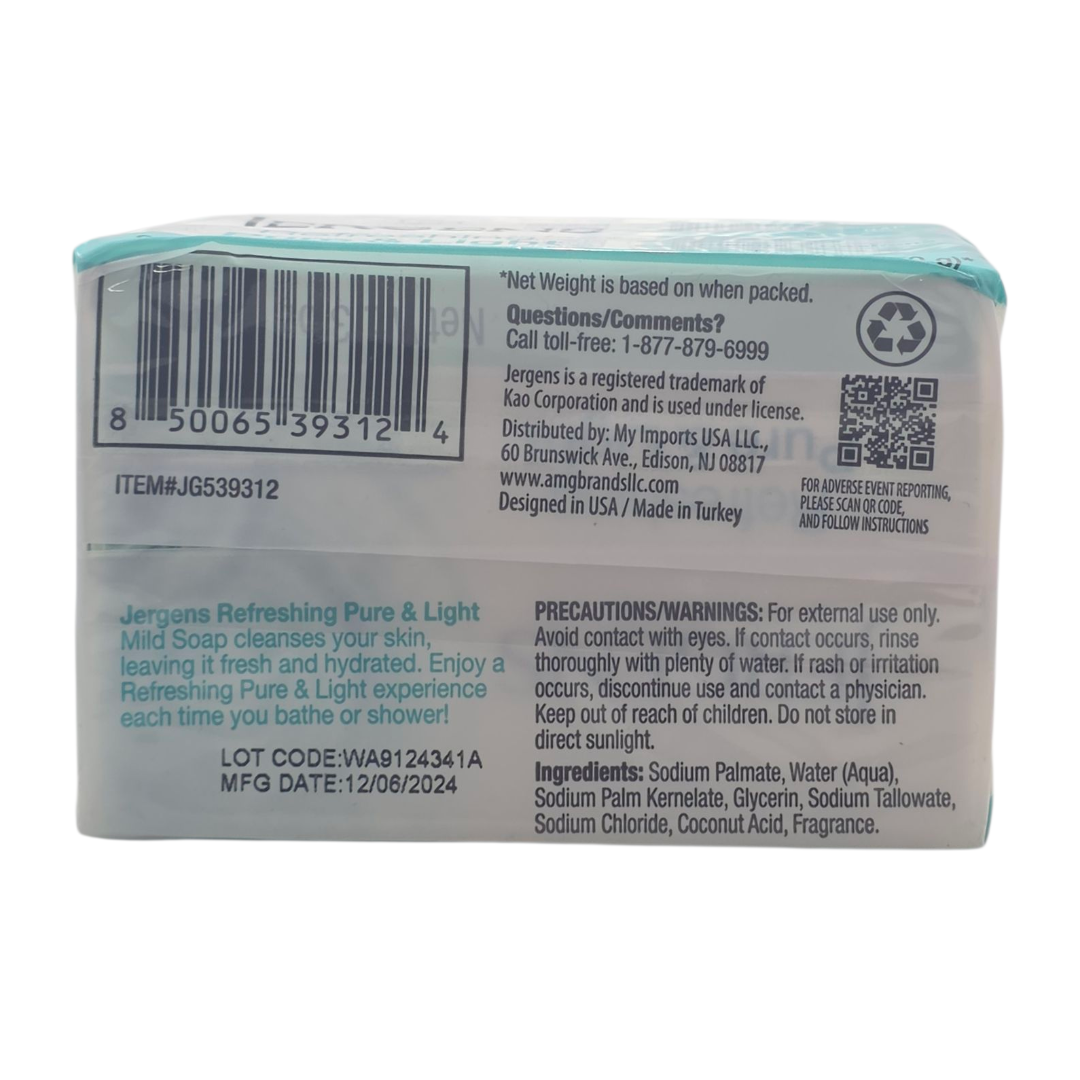 Pure & Light
8 50065 39312 4
ITEM#JG539312
*Net Weight is based on when packed.
Questions/Comments?
Call toll-free: 1-877-879-6999
Jergens is a registered trademark of
Kao Corporation and is used under license.
Distributed by: My Imports USA LLC.,
60 Brunswick Ave., Edison, NJ 08817
www.amgbrandsllc.com
Designed in USA / Made in Turkey
FOR ADVERSE EVENT REPORTING,
PLEASE SCAN QR CODE,
AND FOLLOW INSTRUCTIONS
Jergens Refreshing Pure & Light
Mild Soap cleanses your skin,
leaving it fresh and hydrated. Enjoy a
Refreshing Pure & Light experience
each time you bathe or shower!
LOT CODE:WA9124341A
MFG DATE:12/06/2024
PRECAUTIONS/WARNINGS: For external use only.
Avoid contact with eyes. If contact occurs, rinse
thoroughly with plenty of water. If rash or irritation
occurs, discontinue use and contact a physician.
Keep out of reach of children. Do not store in
direct sunlight.
Ingredients: Sodium Palmate, Water (Aqua),
Sodium Palm Kernelate, Glycerin, Sodium Tallowate,
Sodium Chloride, Coconut Acid, Fragrance.